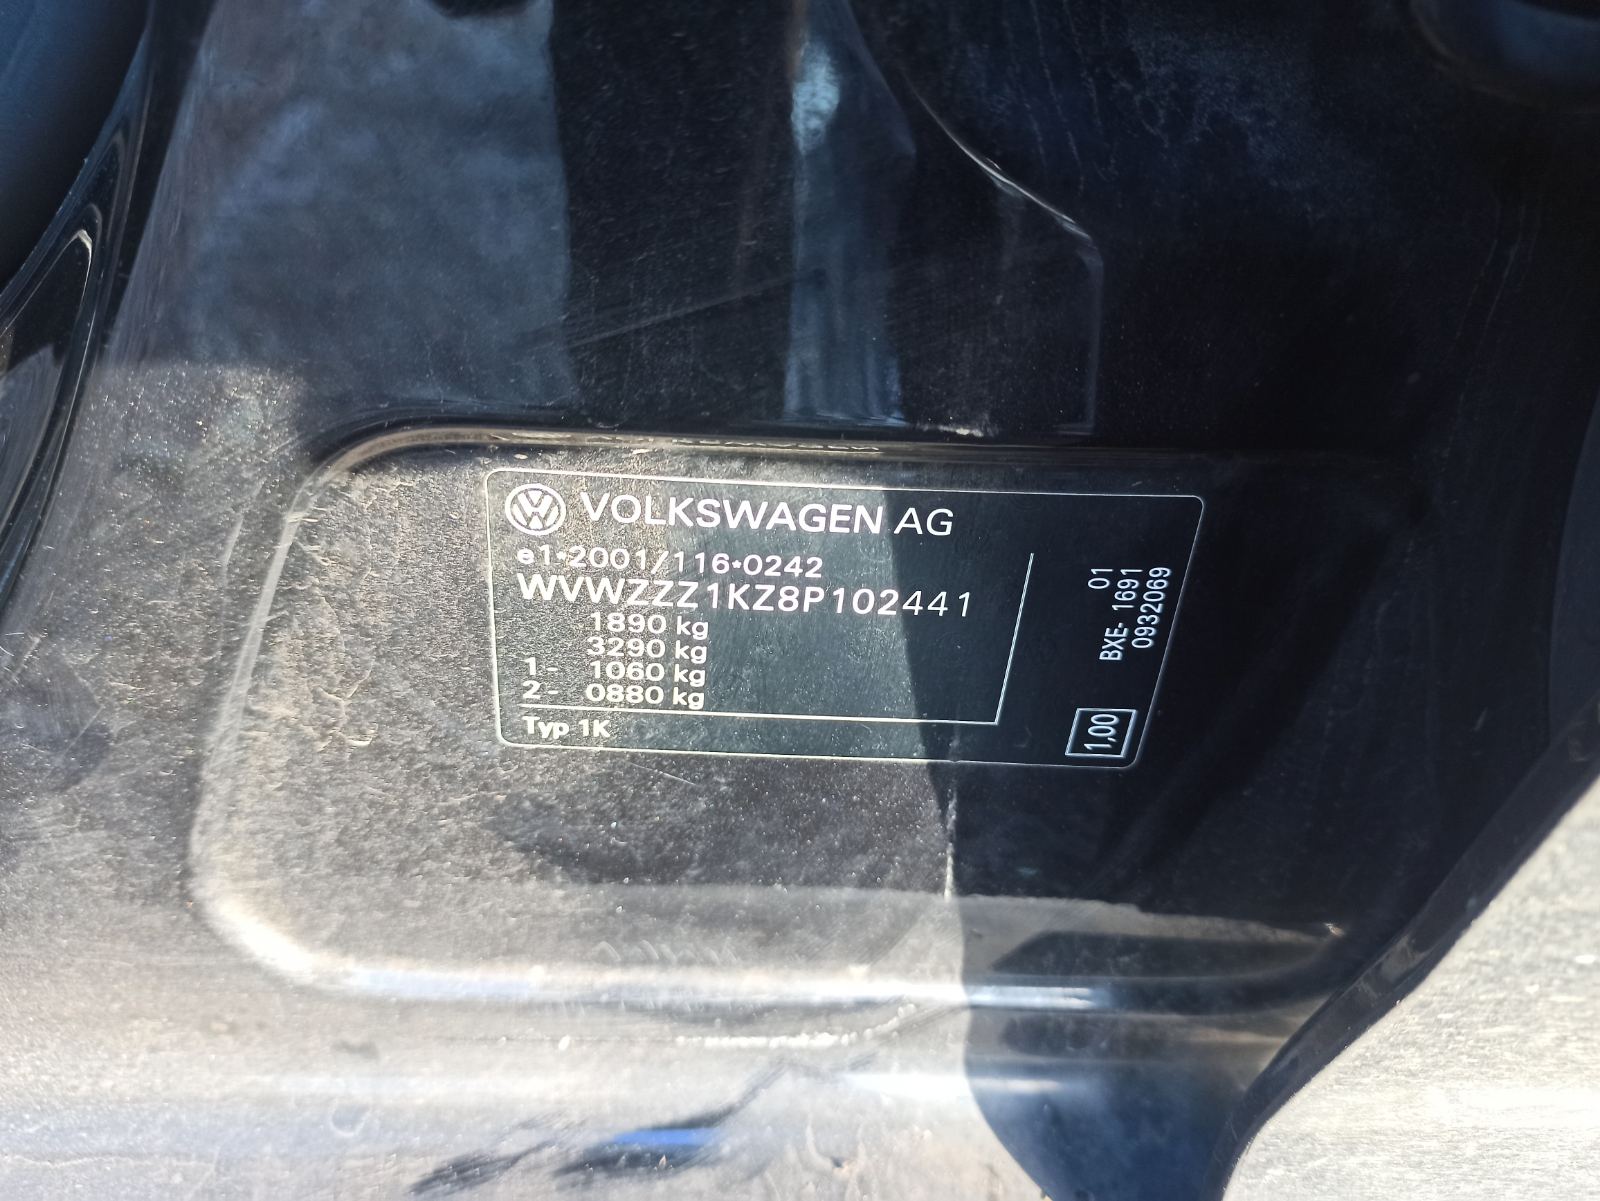 VOLKSWAGEN AG
e1*2001/116*0242
WVWZZZ1KZ8P102441
1890 kg
3290 kg
1- 1060 kg
2- 0880 kg
Typ 1K
01
BXE- 1691
0932069
1,00